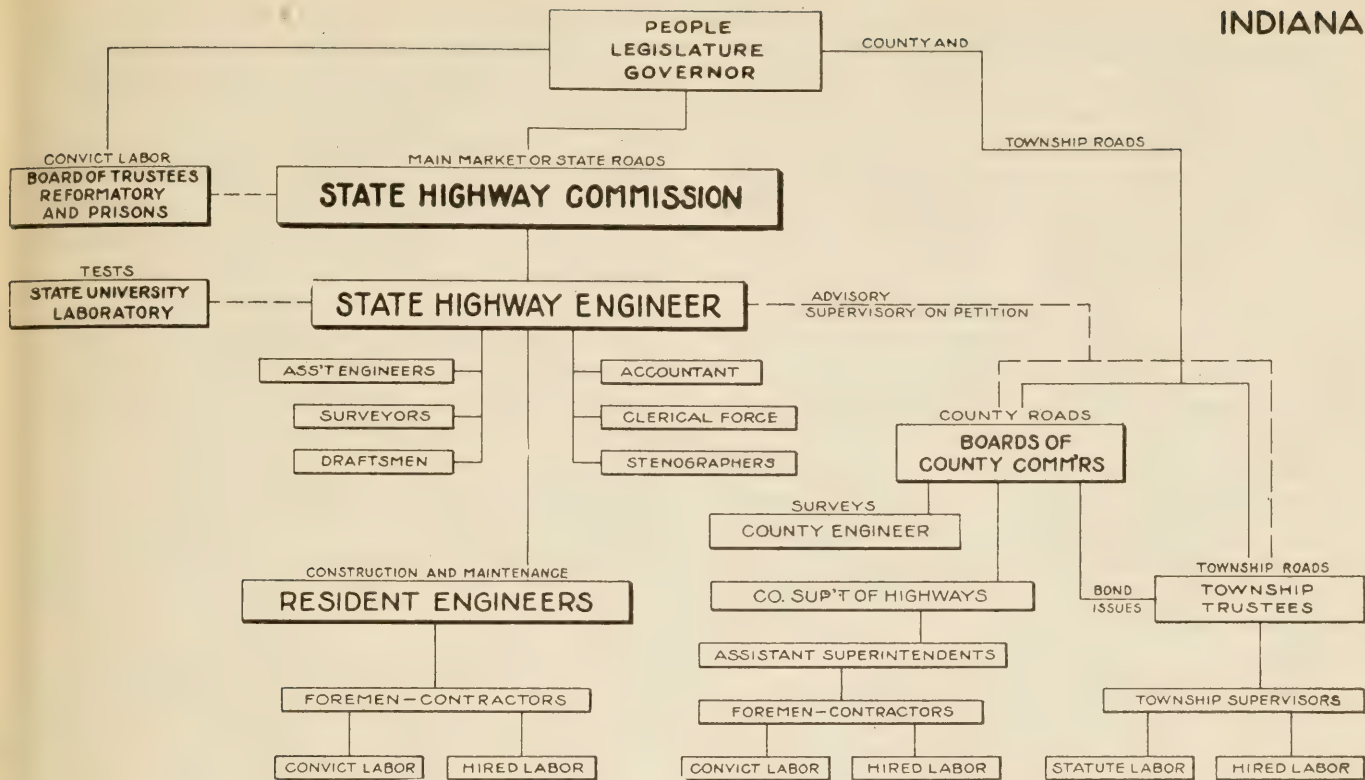 INDIANA
PEOPLE
LEGISLATURE
GOVERNOR
COUNTY AND
TOWNSHIP ROADS
CONVICT LABOR
BOARD OF TRUSTEES
REFORMATORY
AND PRISONS
MAIN MARKET OR STATE ROADS
STATE HIGHWAY COMMISSION
TESTS
STATE UNIVERSITY
LABORATORY
STATE HIGHWAY ENGINEER
ADVISORY
SUPERVISORY ON PETITION
ASS'T ENGINEERS
ACCOUNTANT
SURVEYORS
CLERICAL FORCE
DRAFTSMEN
STENOGRAPHERS
COUNTY ROADS
BOARDS OF
COUNTY COMM'RS
SURVEYS
COUNTY ENGINEER
CONSTRUCTION AND MAINTENANCE
RESIDENT ENGINEERS
CO. SUP'T OF HIGHWAYS
BOND
ISSUES
TOWNSHIP ROADS
TOWNSHIP
TRUSTEES
ASSISTANT SUPERINTENDENTS
FOREMEN-CONTRACTORS
FOREMEN-CONTRACTORS
TOWNSHIP SUPERVISORS
CONVICT LABOR
HIRED LABOR
CONVICT LABOR
HIRED LABOR
STATUTE LABOR
HIRED LABOR